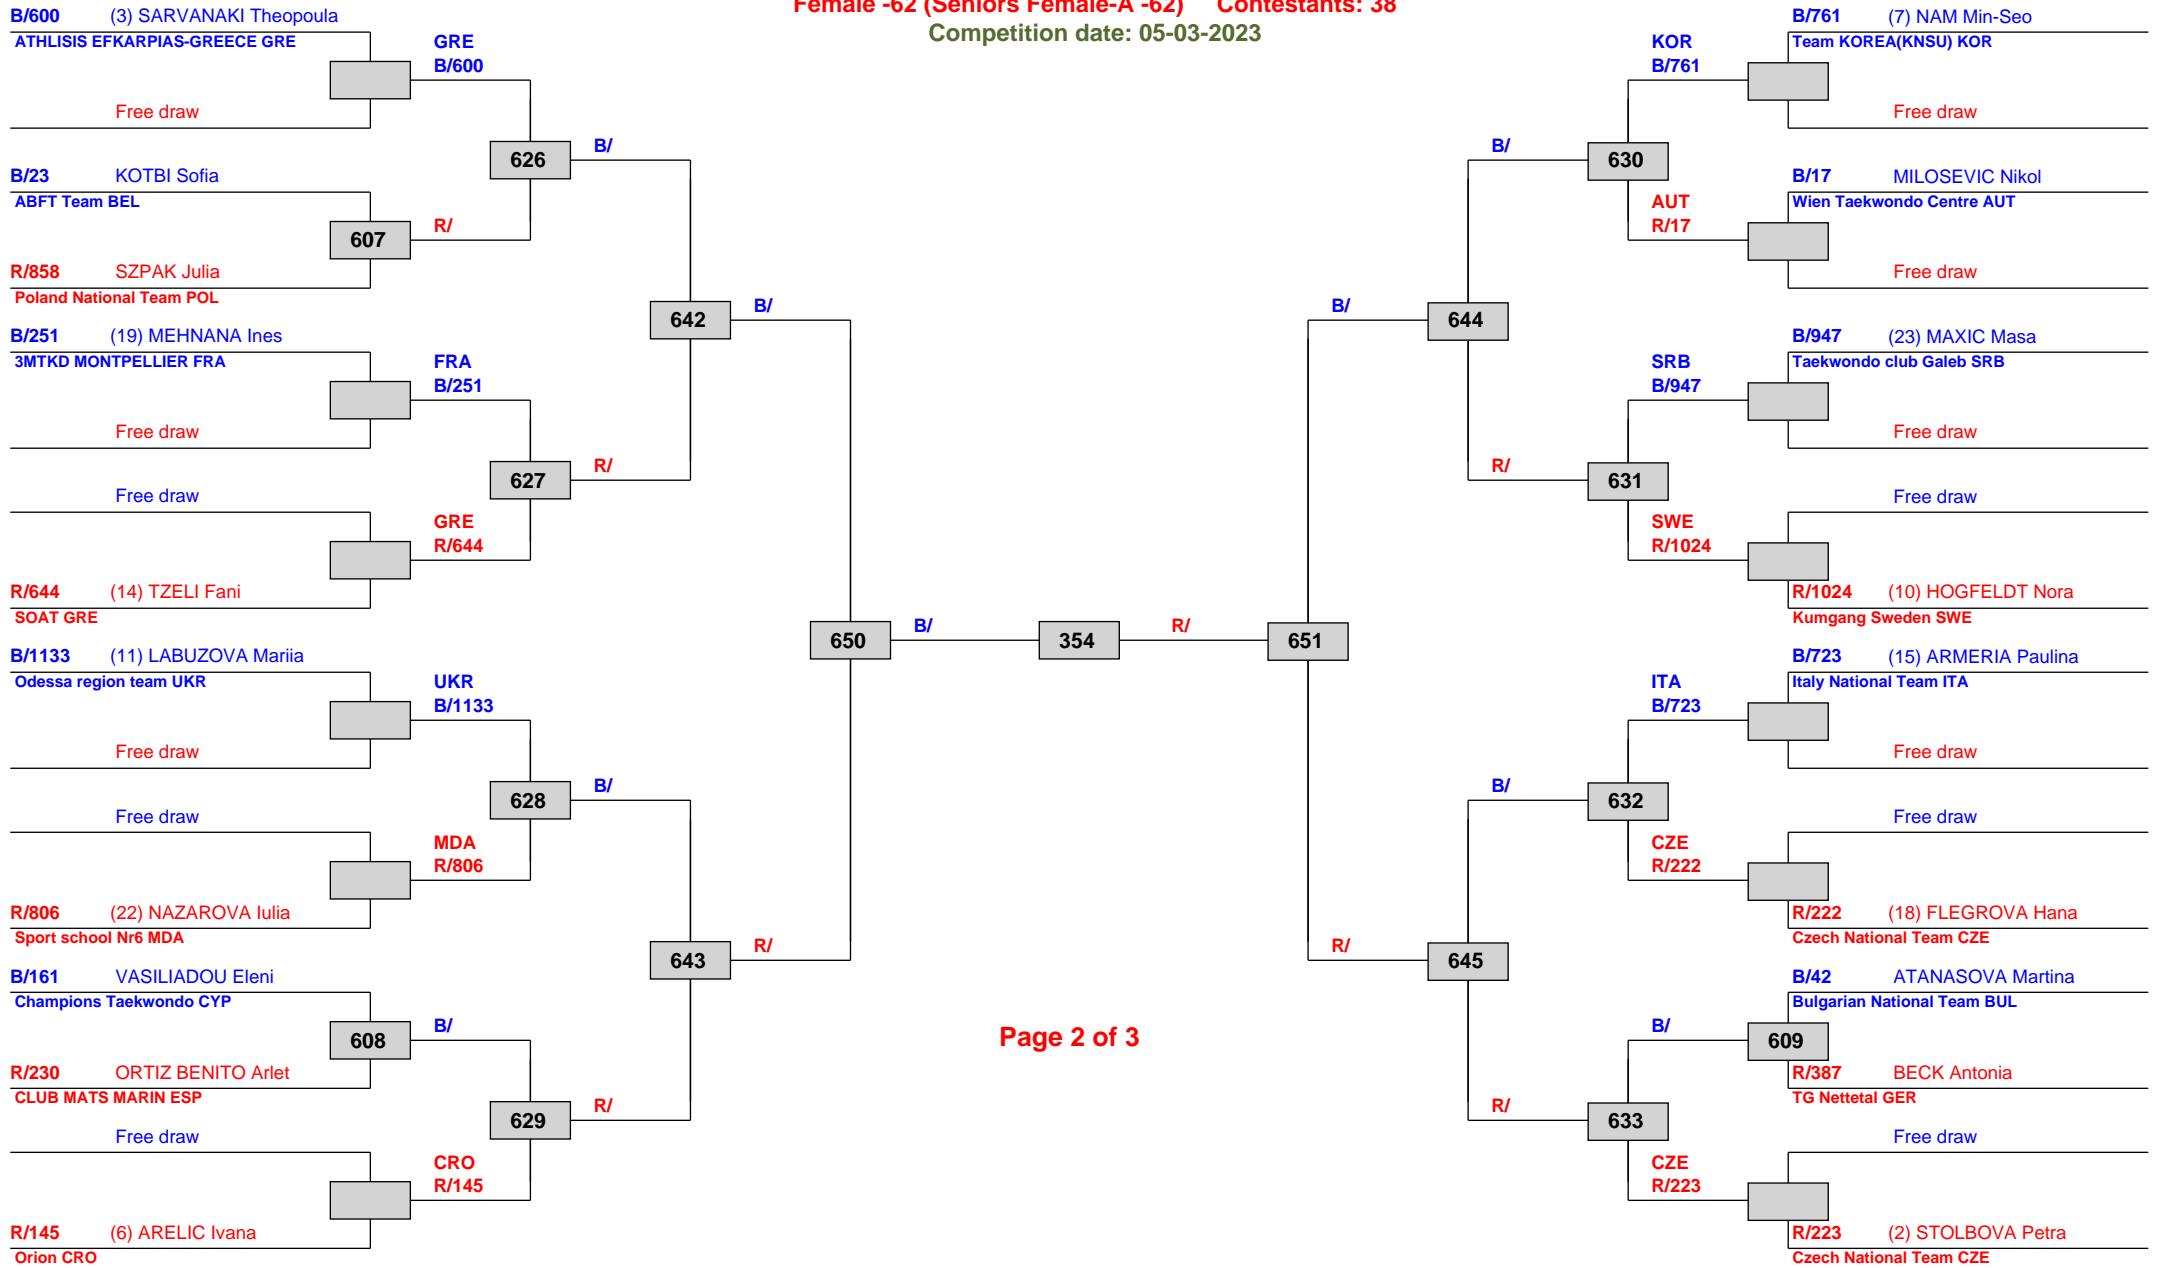 Female -62 (Seniors Female-A -62) Contestants: 38
Competition date: 05-03-2023
B/600 (3) SARVANAKI Theopoula
ATHLISIS EFKARPIAS-GREECE GRE
GRE
B/600
Free draw
626
B/
B/23 KOTBI Sofia
ABFT Team BEL
607
R/
R/858 SZPAK Julia
Poland National Team POL
642
B/
B/251 (19) MEHNANA Ines
3MTKD MONTPELLIER FRA
FRA
B/251
Free draw
627
R/
Free draw
GRE
R/644
R/644 (14) TZELI Fani
SOAT GRE
650
B/
354
R/
651
B/1133 (11) LABUZOVA Mariia
Odessa region team UKR
UKR
B/1133
Free draw
628
B/
Free draw
MDA
R/806
R/806 (22) NAZAROVA Iulia
Sport school Nr6 MDA
643
R/
B/161 VASILIADOU Eleni
Champions Taekwondo CYP
608
B/
R/230 ORTIZ BENITO Arlet
CLUB MATS MARIN ESP
629
R/
Free draw
CRO
R/145
R/145 (6) ARELIC Ivana
Orion CRO
Page 2 of 3
B/761 (7) NAM Min-Seo
Team KOREA(KNSU) KOR
KOR
B/761
Free draw
B/
630
B/17 MILOSEVIC Nikol
Wien Taekwondo Centre AUT
AUT
R/17
Free draw
B/
644
B/947 (23) MAXIC Masa
Taekwondo club Galeb SRB
SRB
B/947
Free draw
R/
631
Free draw
SWE
R/1024
R/1024 (10) HOGFELDT Nora
Kumgang Sweden SWE
B/723 (15) ARMERIA Paulina
Italy National Team ITA
ITA
B/723
Free draw
B/
632
Free draw
CZE
R/222
R/222 (18) FLEGROVA Hana
Czech National Team CZE
R/
645
B/42 ATANASOVA Martina
Bulgarian National Team BUL
B/
609
R/387 BECK Antonia
TG Nettetal GER
R/
633
Free draw
CZE
R/223
R/223 (2) STOLBOVA Petra
Czech National Team CZE